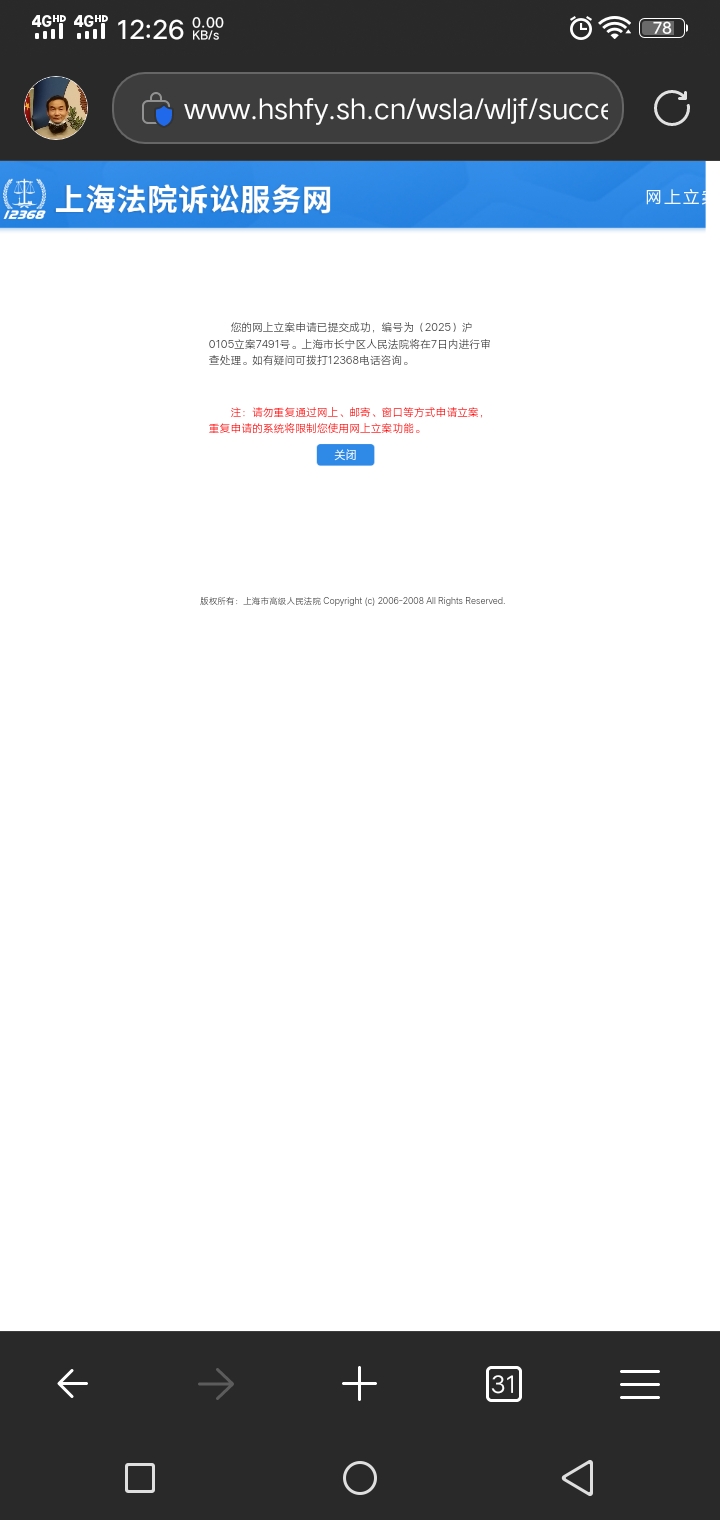 4GHD 4GHD 12:26 0.00 KB/s 78
www.hshfy.sh.cn/wsla/wljf/succe
12368 上海法院诉讼服务网 网上立案
您的网上立案申请已提交成功，编号为（2025）沪
0105立案7491号。上海市长宁区人民法院将在7日内进行审
查处理。如有疑问可拨打12368电话咨询。
注：请勿重复通过网上、邮寄、窗口等方式申请立案，
重复申请的系统将限制您使用网上立案功能。
关闭
版权所有：上海市高级人民法院 Copyright (c) 2006-2008 All Rights Reserved.
31